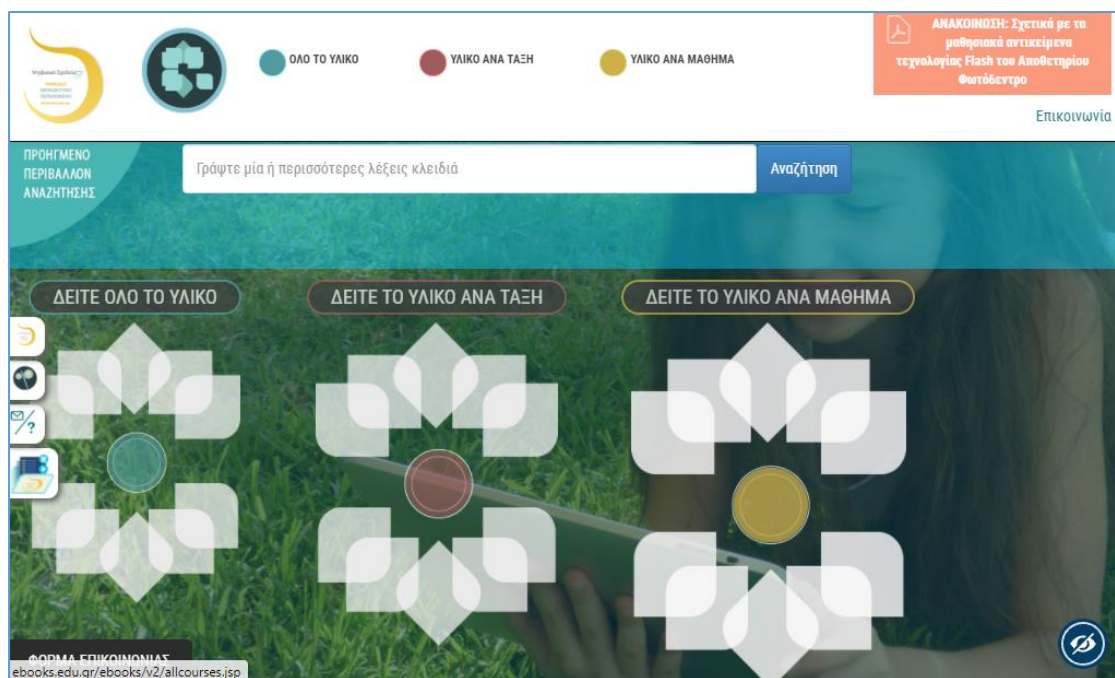 Ψηφιακό Σχολείο
ΟΛΟ ΤΟ ΥΛΙΚΟ
ΥΛΙΚΟ ΑΝΑ ΤΑΞΗ
ΥΛΙΚΟ ΑΝΑ ΜΑΘΗΜΑ
ΑΝΑΚΟΙΝΩΣΗ: Σχετικά με τα
μαθησιακά αντικείμενα
τεχνολογίας Flash του Αποθετηρίου
Φωτόδεντρο
Επικοινωνία
ΠΡΟΗΓΜΕΝΟ
ΠΕΡΙΒΑΛΛΟΝ
ΑΝΑΖΗΤΗΣΗΣ
Γράψτε μία ή περισσότερες λέξεις κλειδιά
Αναζήτηση
ΔΕΙΤΕ ΟΛΟ ΤΟ ΥΛΙΚΟ
ΔΕΙΤΕ ΤΟ ΥΛΙΚΟ ΑΝΑ ΤΑΞΗ
ΔΕΙΤΕ ΤΟ ΥΛΙΚΟ ΑΝΑ ΜΑΘΗΜΑ
ΦΟΡΜΑ ΕΠΙΚΟΙΝΩΝΙΑΣ
ebooks.edu.gr/ebooks/v2/allcourses.jsp